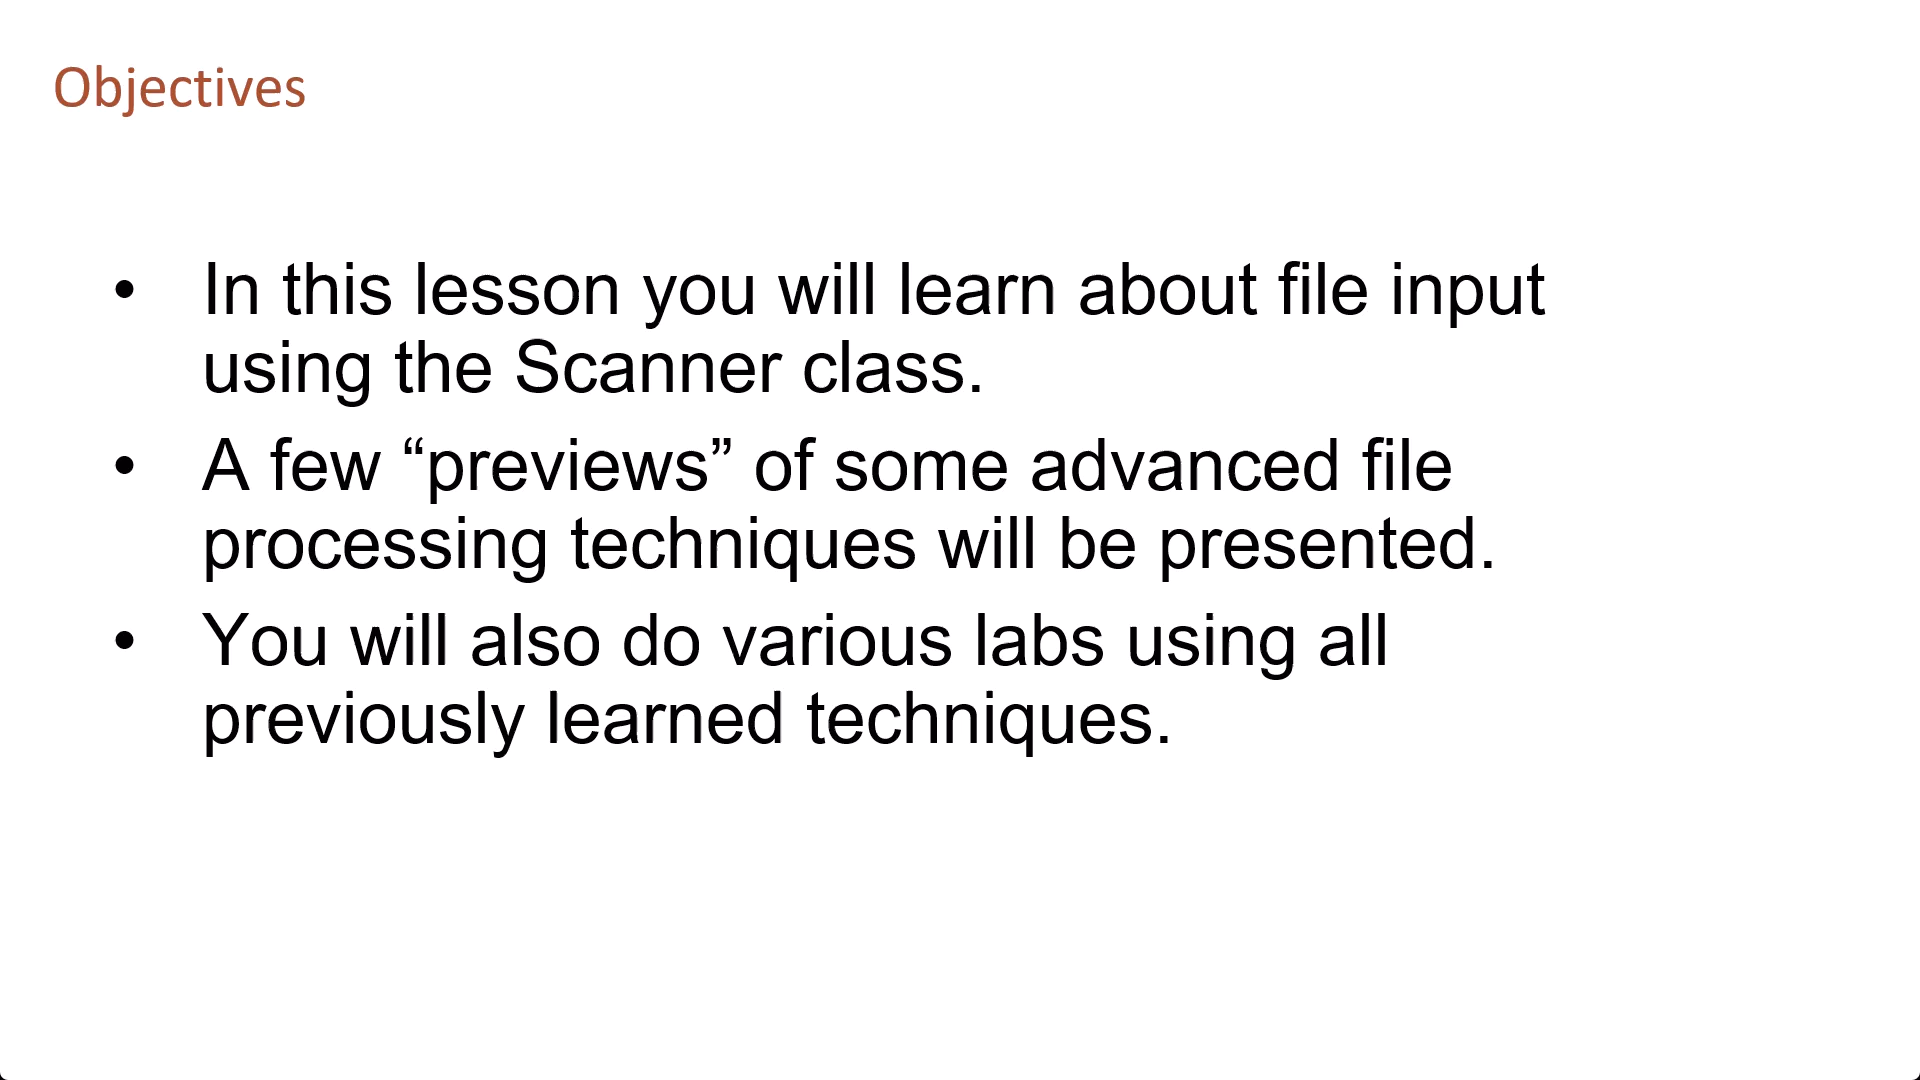 Objectives
• In this lesson you will learn about file input
using the Scanner class.
• A few “previews” of some advanced file
processing techniques will be presented.
• You will also do various labs using all
previously learned techniques.